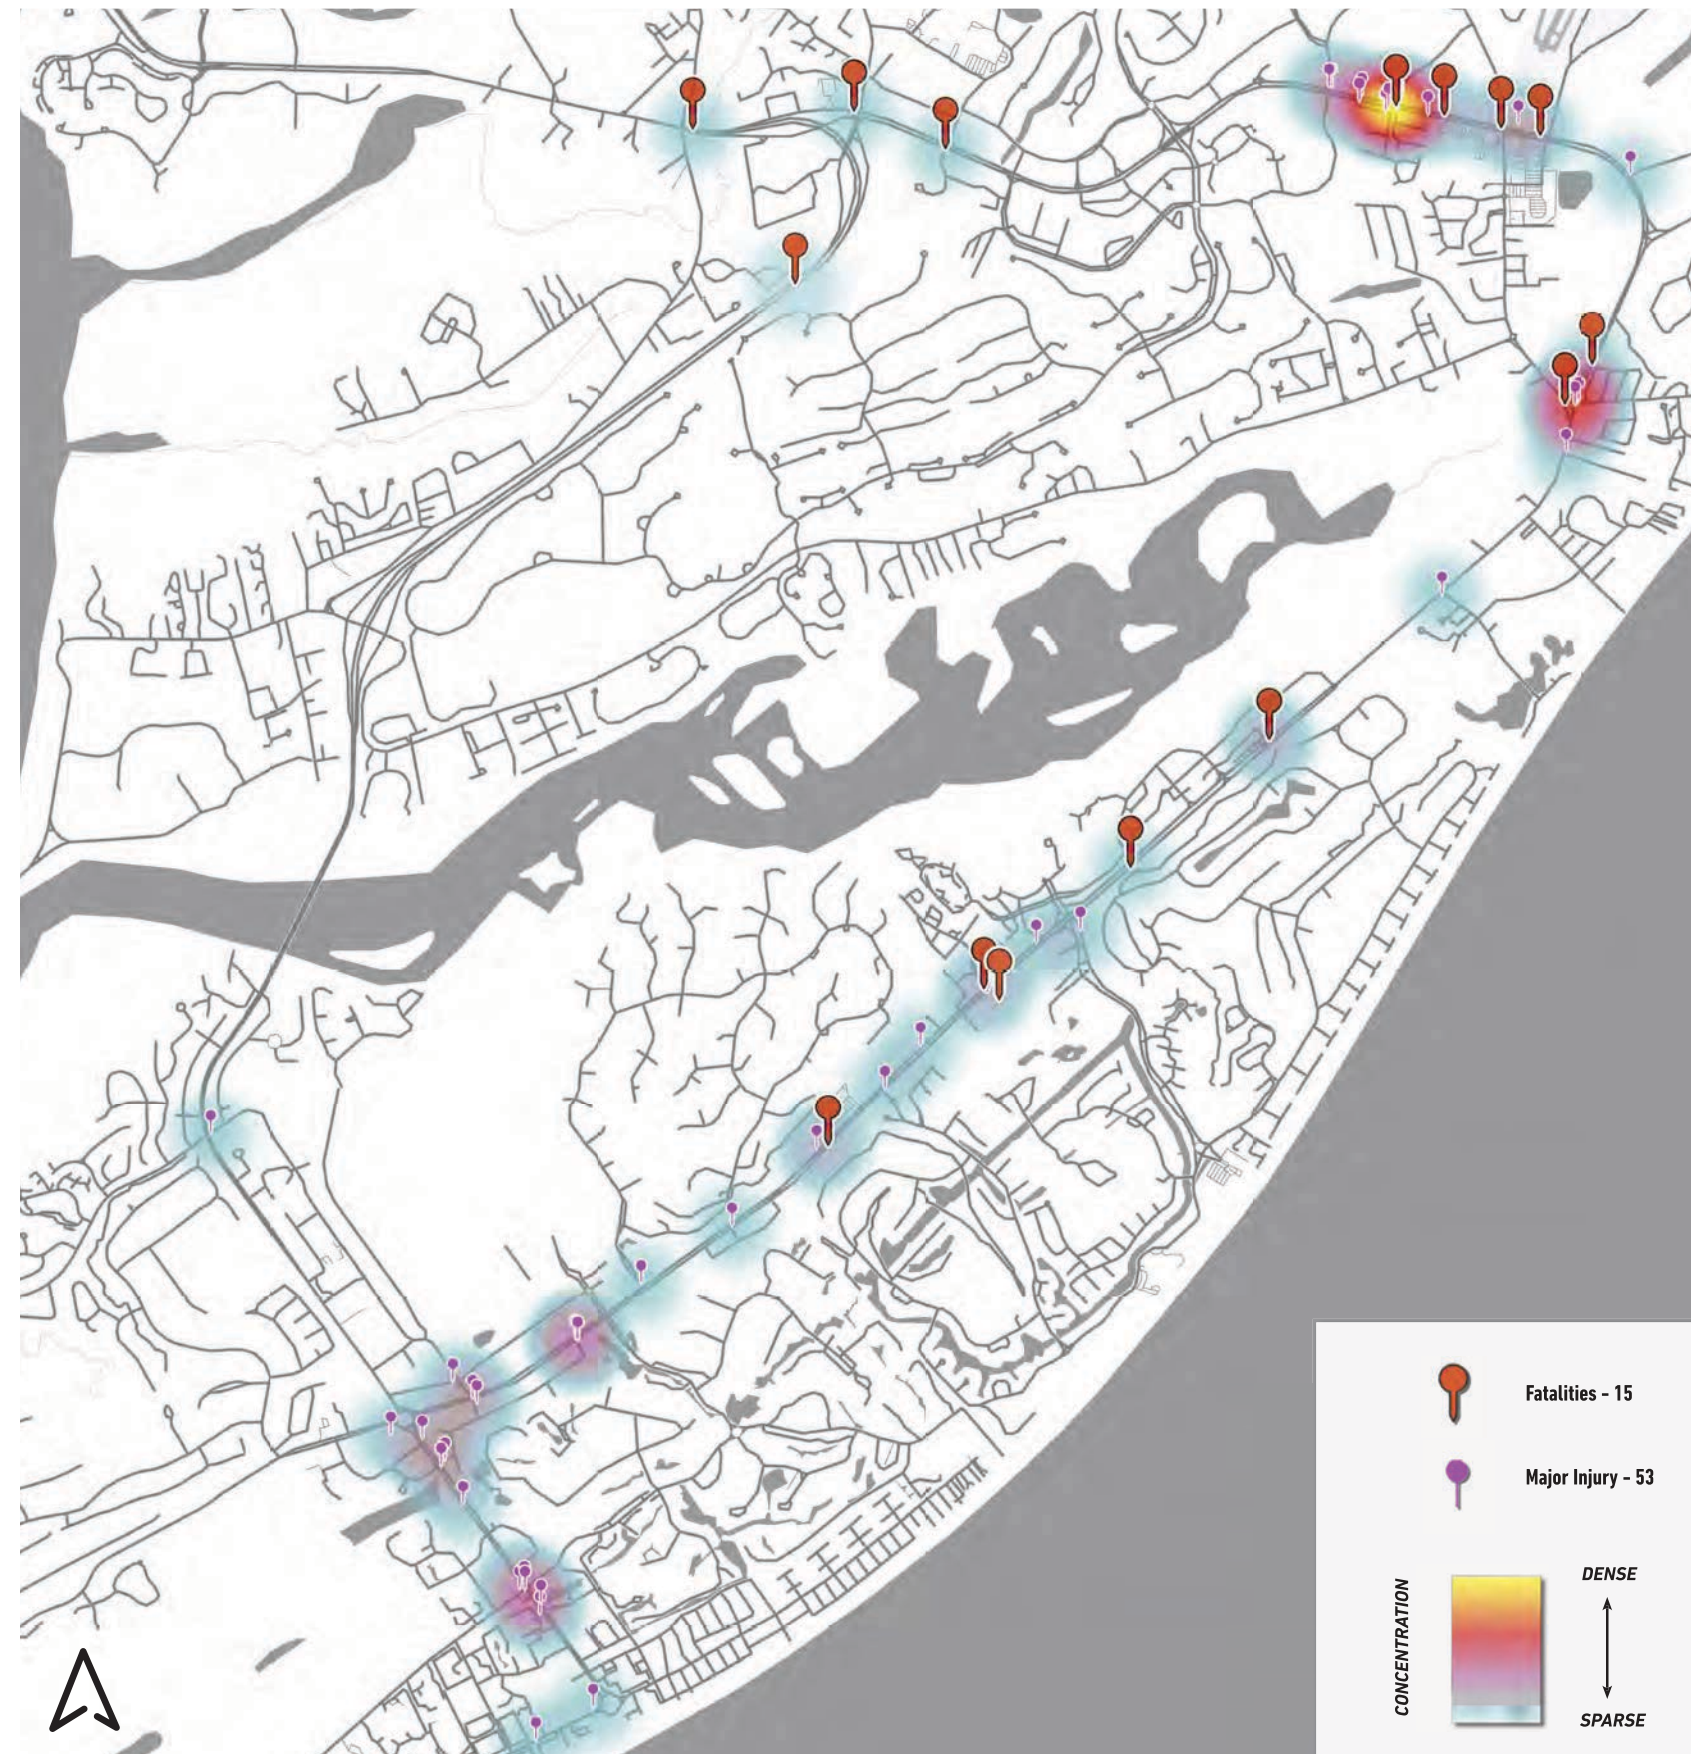 Fatalities - 15
Major Injury - 53
CONCENTRATION
DENSE
SPARSE